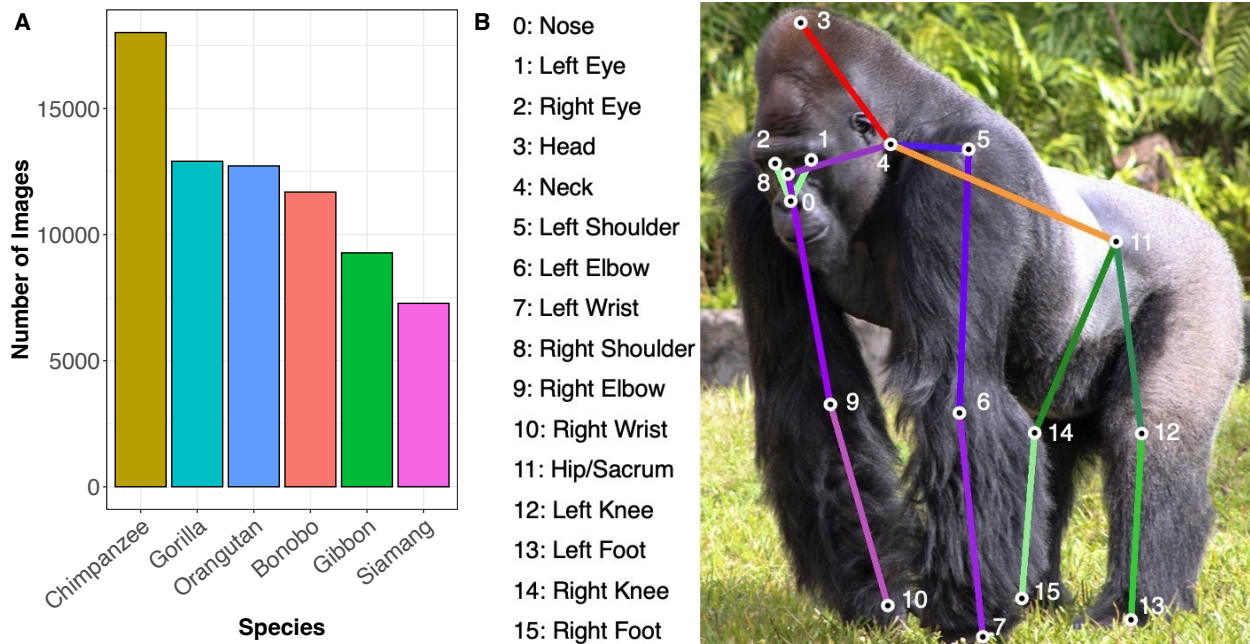 A
Number of Images
15000
10000
5000
0
Chimpanzee
Gorilla
Orangutan
Bonobo
Gibbon
Siamang
Species
B
0: Nose
1: Left Eye
2: Right Eye
3: Head
4: Neck
5: Left Shoulder
6: Left Elbow
7: Left Wrist
8: Right Shoulder
9: Right Elbow
10: Right Wrist
11: Hip/Sacrum
12: Left Knee
13: Left Foot
14: Right Knee
15: Right Foot
3
2
1
4
5
8
0
11
9
6
14
12
10
15
13
7